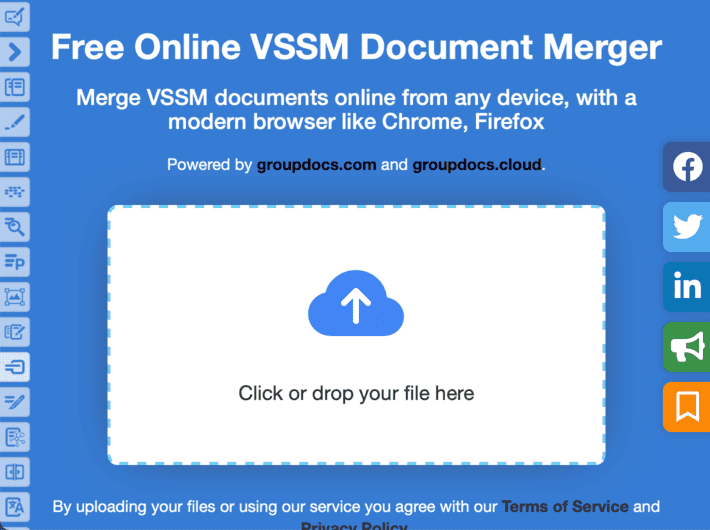 Free Online VSSM Document Merger
Merge VSSM documents online from any device, with a
modern browser like Chrome, Firefox
Powered by groupdocs.com and groupdocs.cloud.
Click or drop your file here
By uploading your files or using our service you agree with our Terms of Service and
Privacy Policy